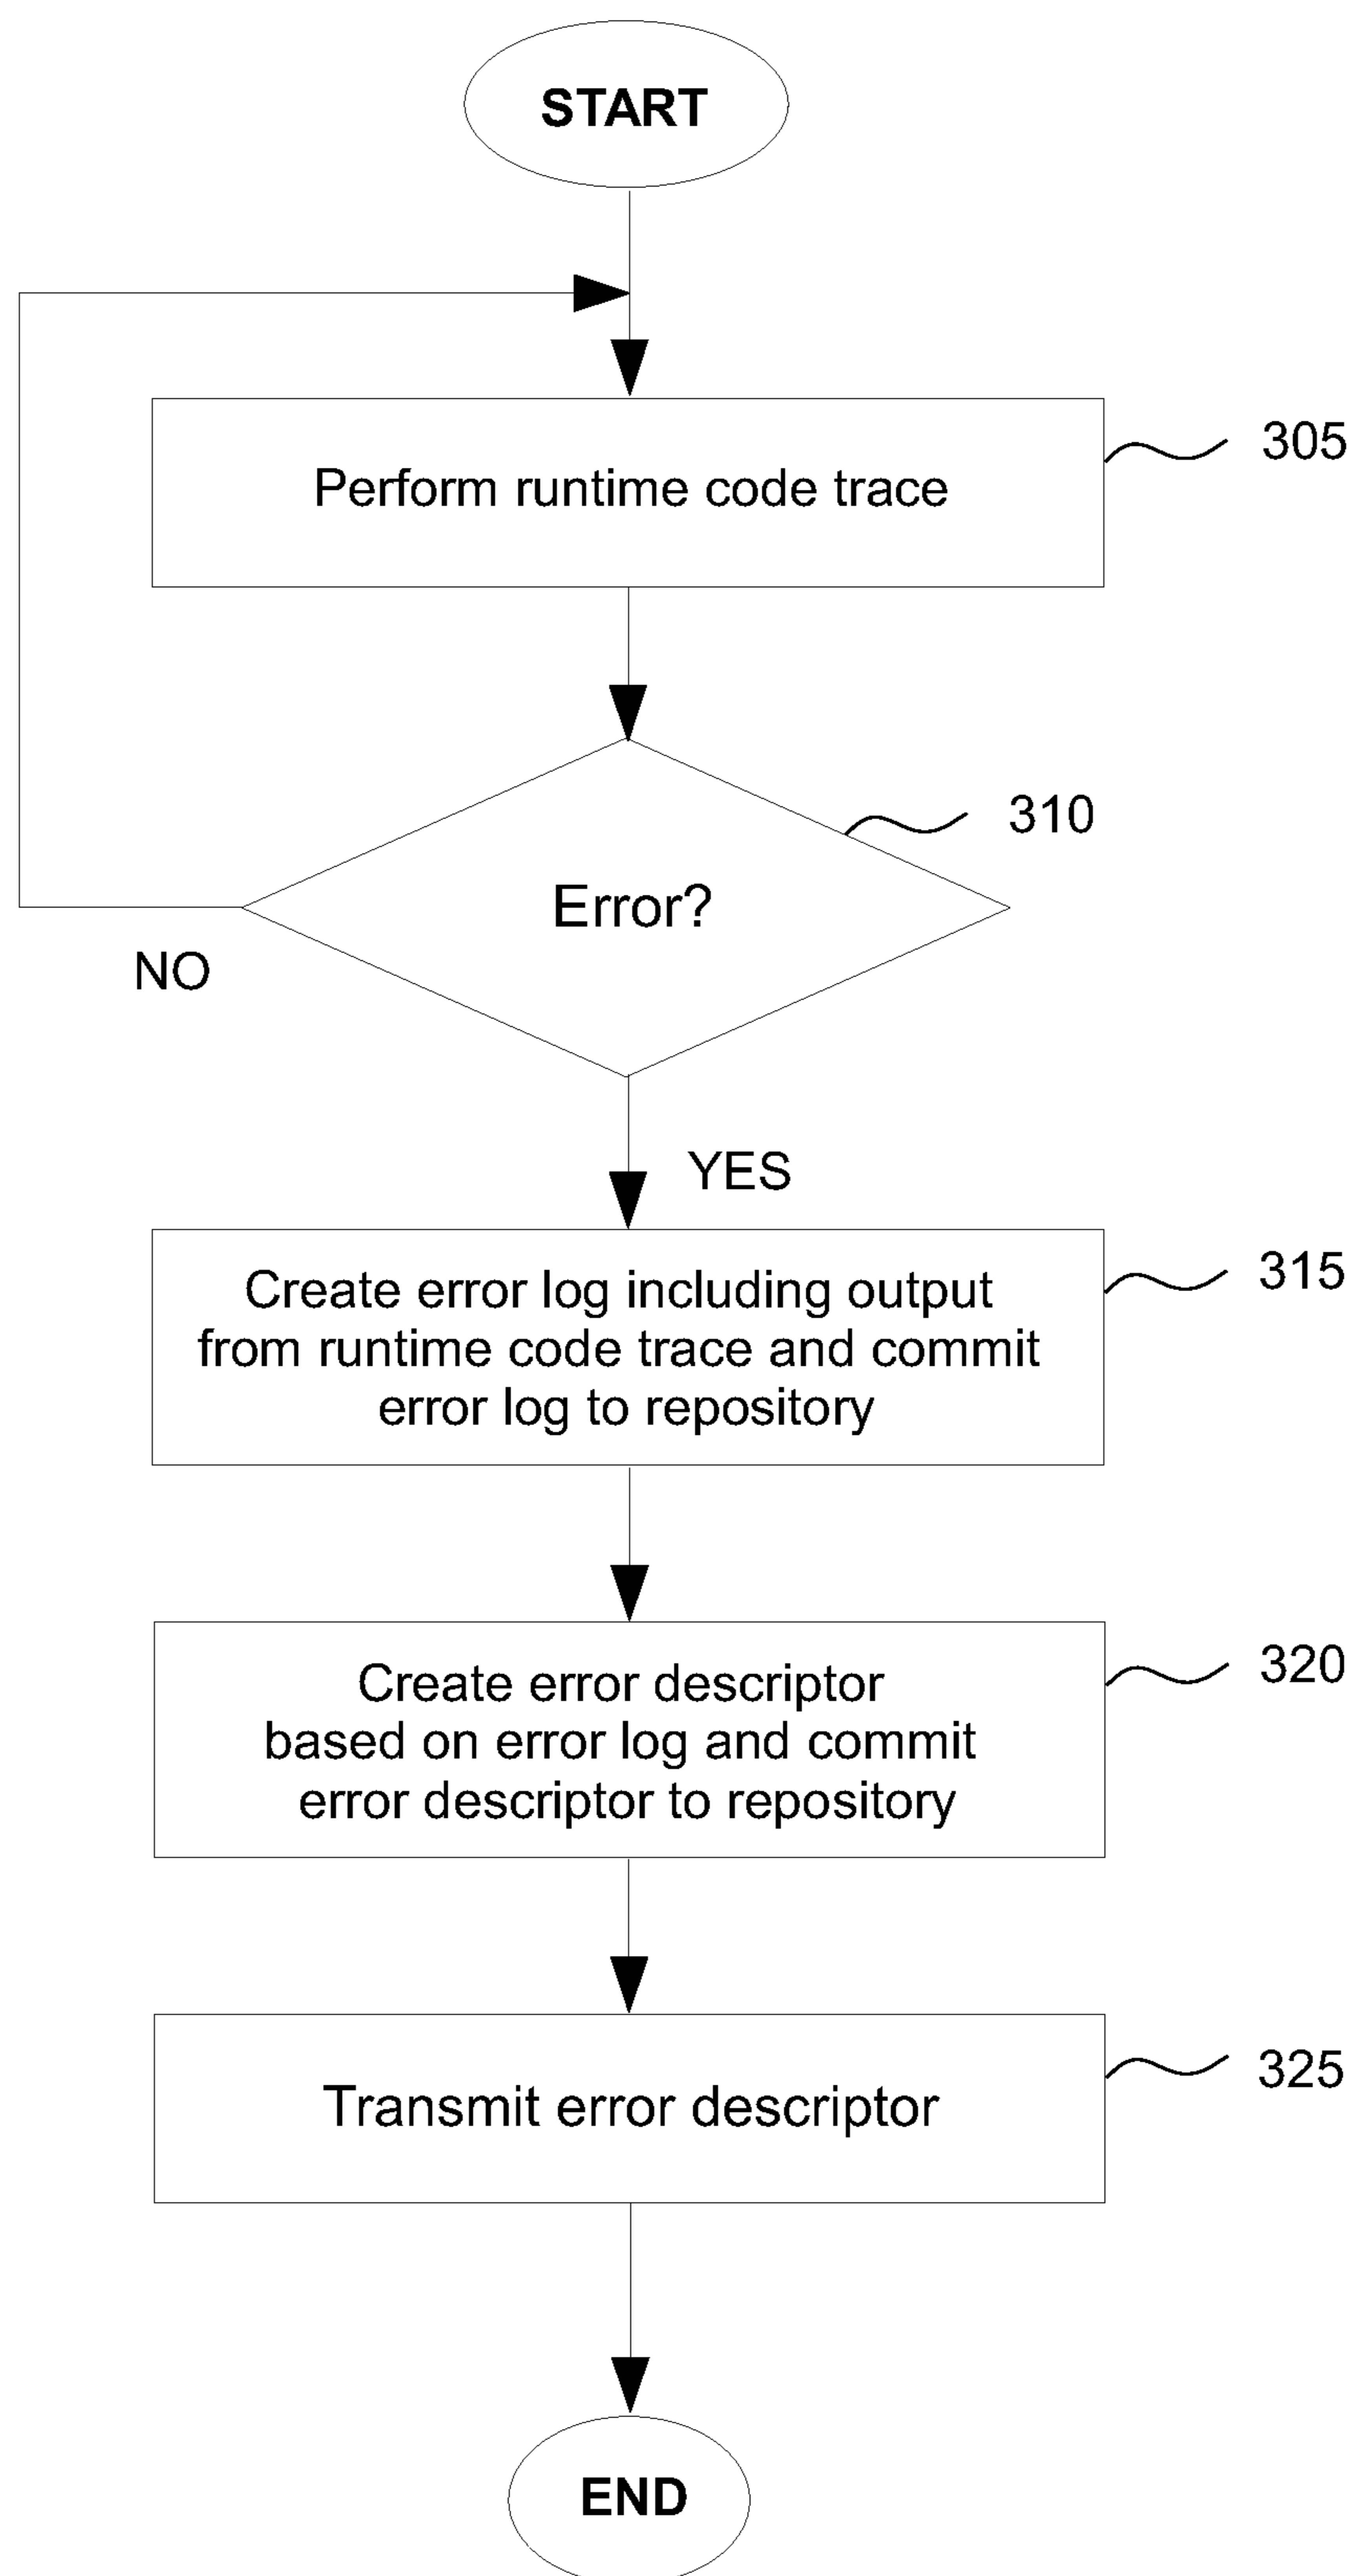 START
Perform runtime code trace
305
Error?
310
NO
YES
Create error log including output
from runtime code trace and commit
error log to repository
315
Create error descriptor
based on error log and commit
error descriptor to repository
320
Transmit error descriptor
325
END